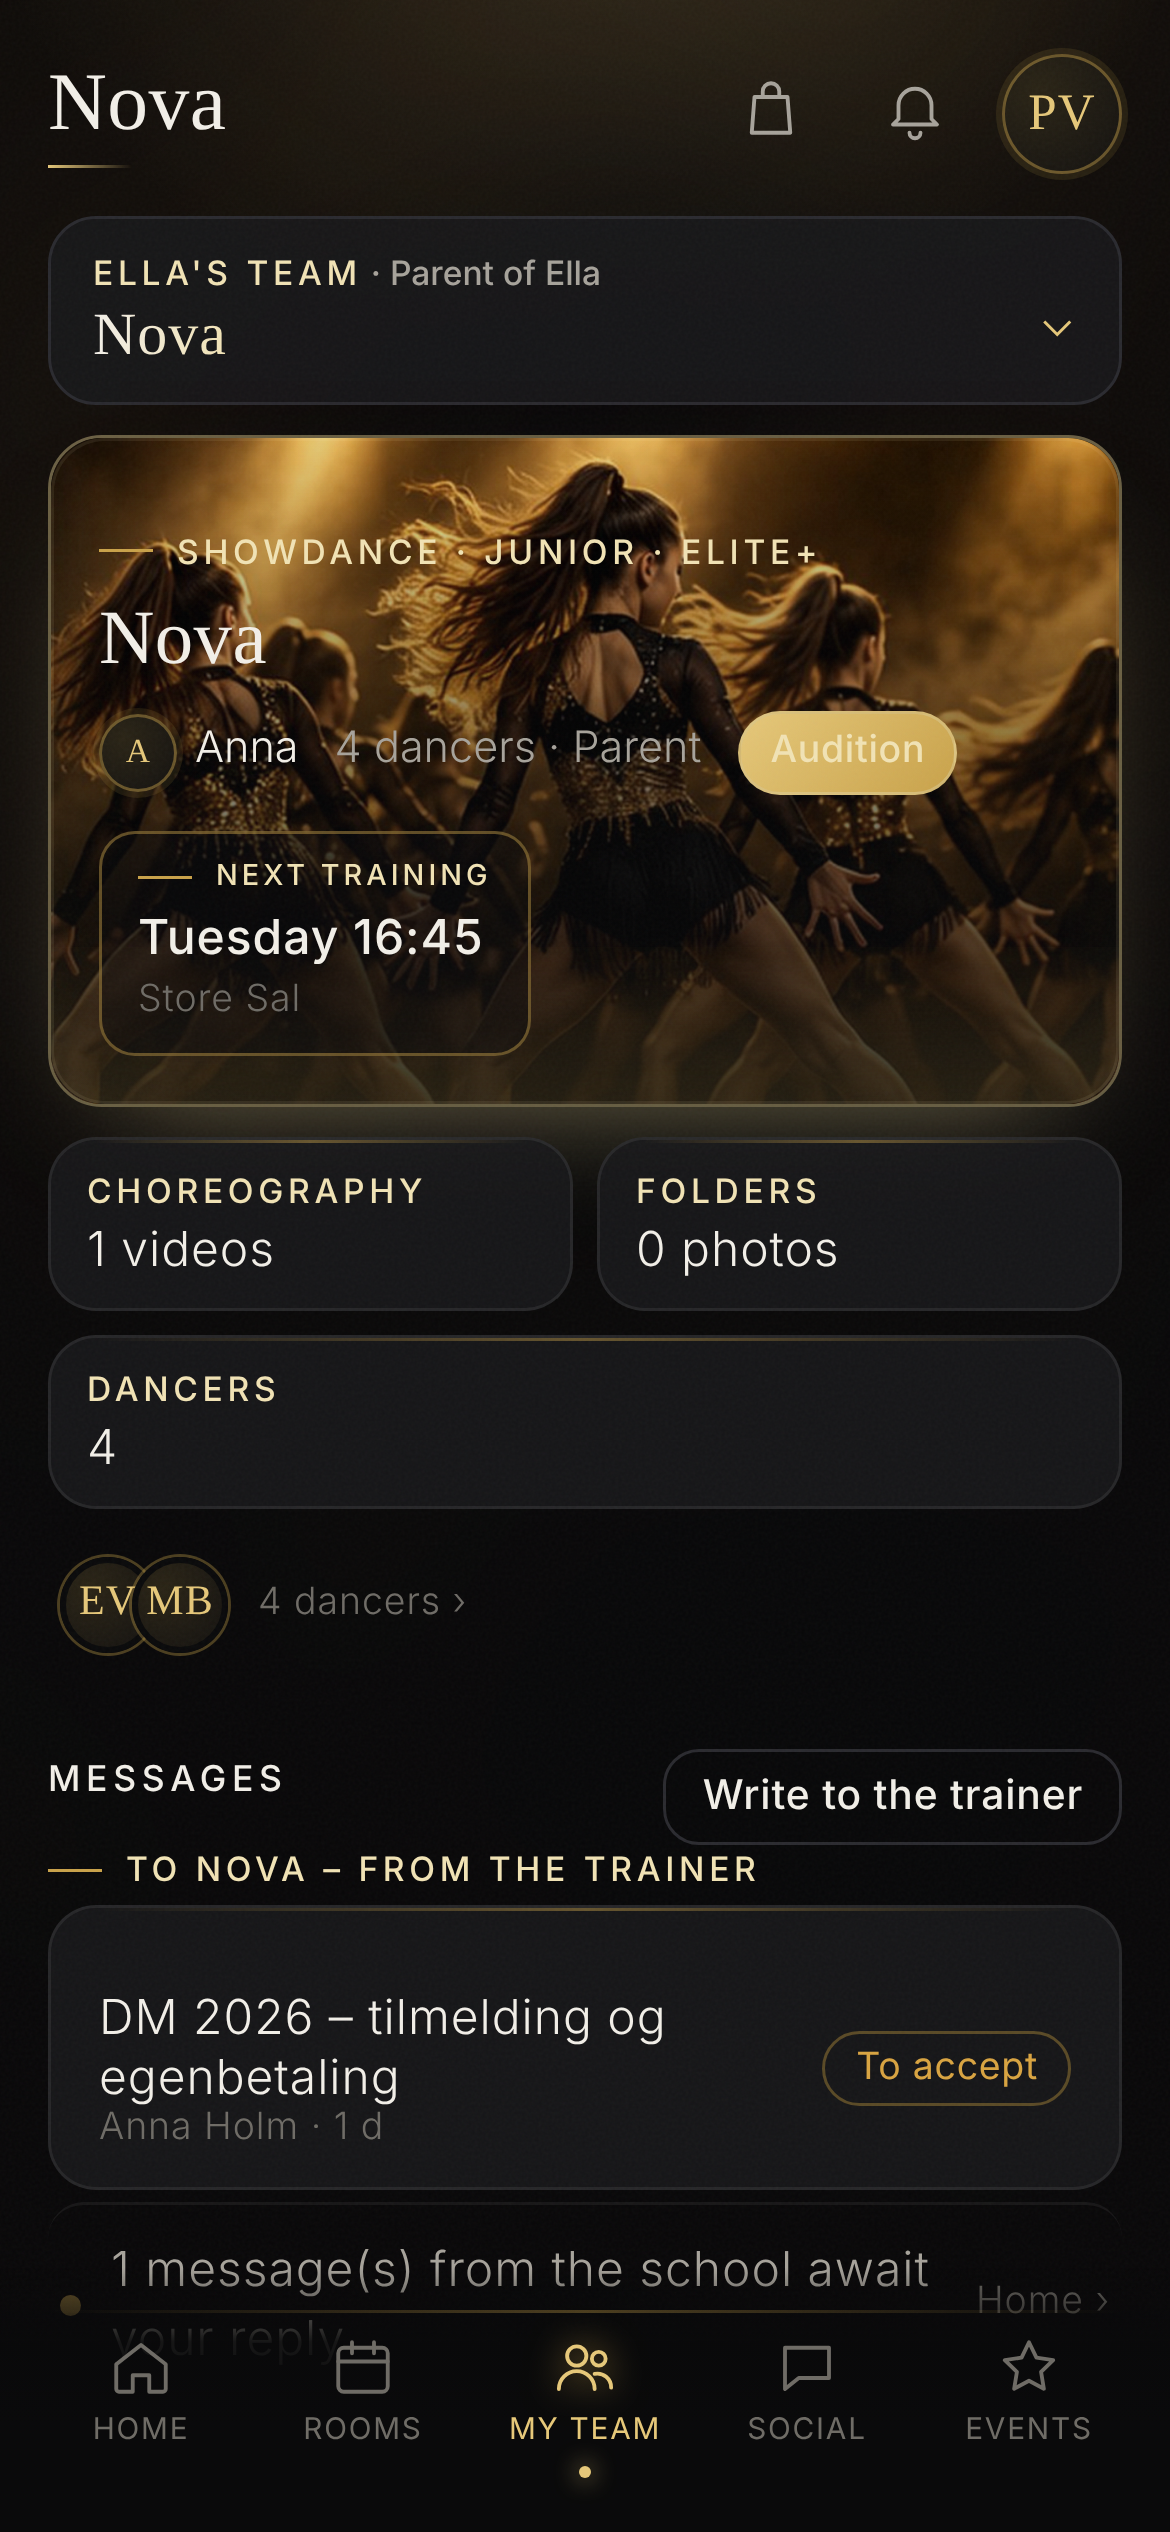 Nova
PV
ELLA'S TEAM · Parent of Ella
Nova
SHOWDANCE · JUNIOR · ELITE+
Nova
A Anna 4 dancers · Parent Audition
NEXT TRAINING
Tuesday 16:45
Store Sal
CHOREOGRAPHY
1 videos
FOLDERS
0 photos
DANCERS
4
EV MB 4 dancers ›
MESSAGES
Write to the trainer
TO NOVA – FROM THE TRAINER
DM 2026 – tilmelding og
egenbetaling
To accept
Anna Holm · 1 d
1 message(s) from the school await
your reply
Home ›
HOME ROOMS MY TEAM SOCIAL EVENTS